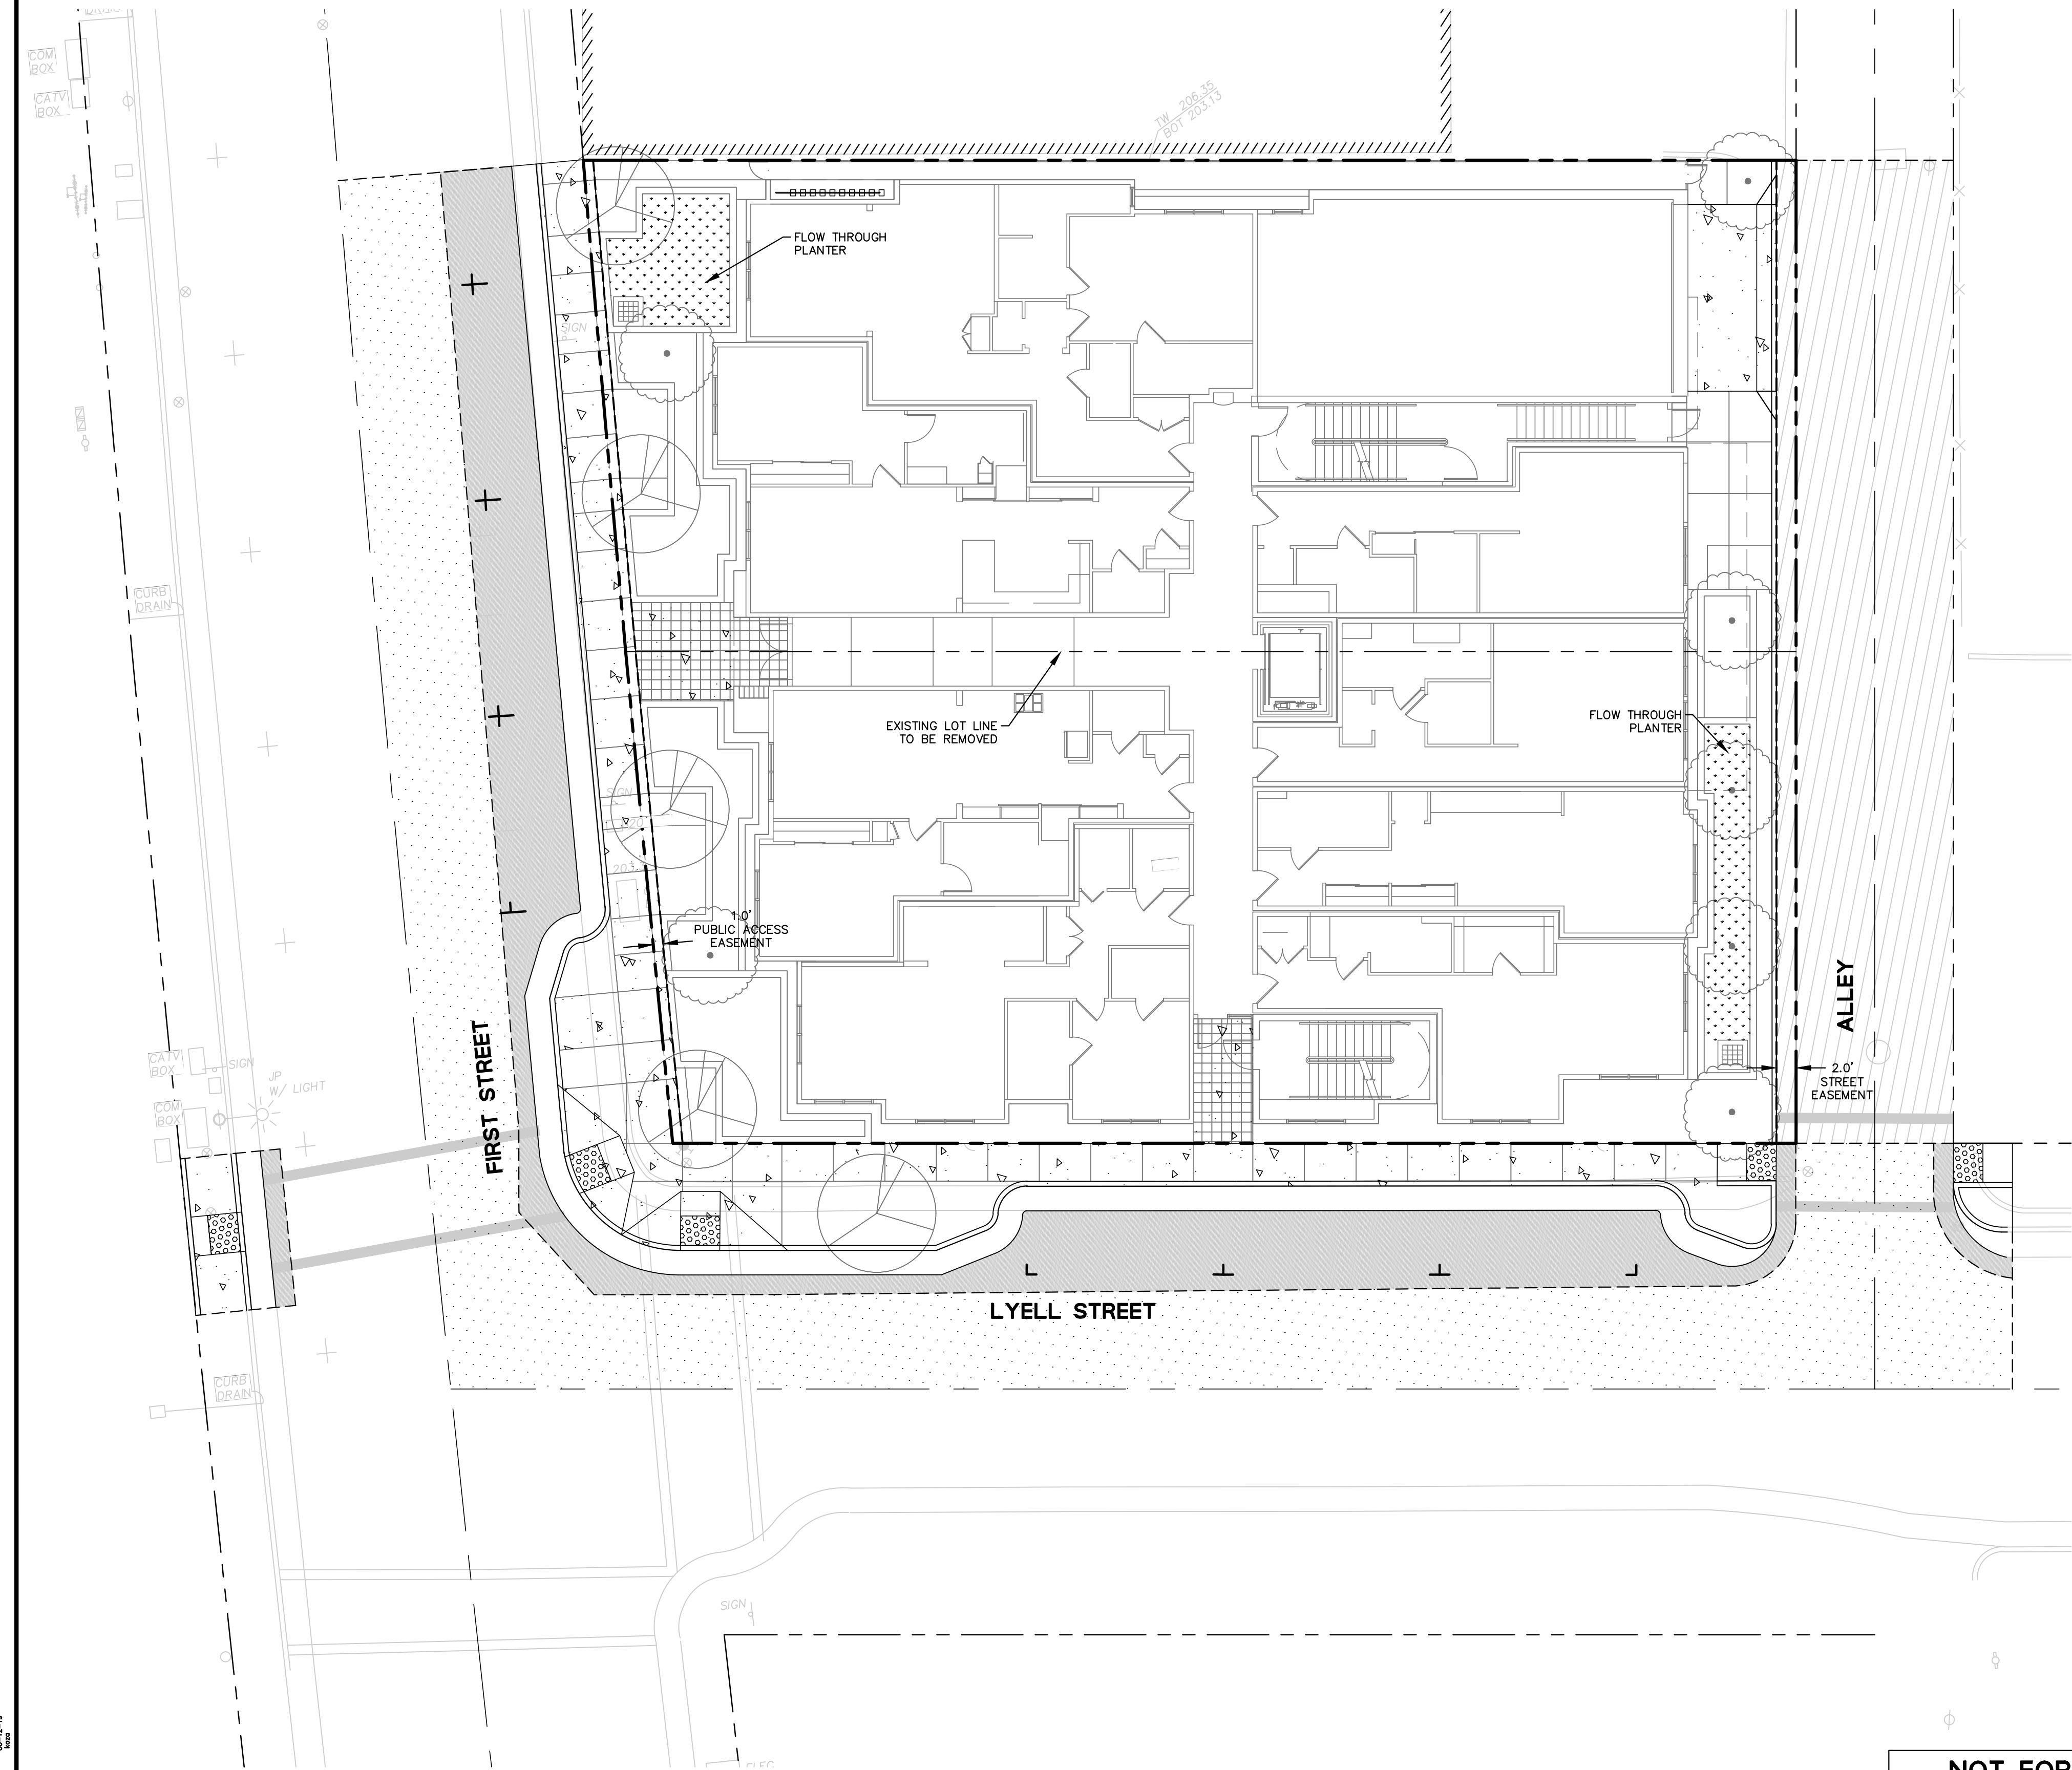 COM
BOX
CATV
BOX
TW 206.35
BOT 203.13
FLOW THROUGH
PLANTER
SIGN
CURB
DRAIN
EXISTING LOT LINE
TO BE REMOVED
FLOW THROUGH
PLANTER
SIGN
1.0'
PUBLIC ACCESS
EASEMENT
ALLEY
FIRST STREET
CATV
BOX
SIGN
JP
W/ LIGHT
COM
BOX
2.0'
STREET
EASEMENT
LYELL STREET
CURB
DRAIN
SIGN
NOT FOR
kaza